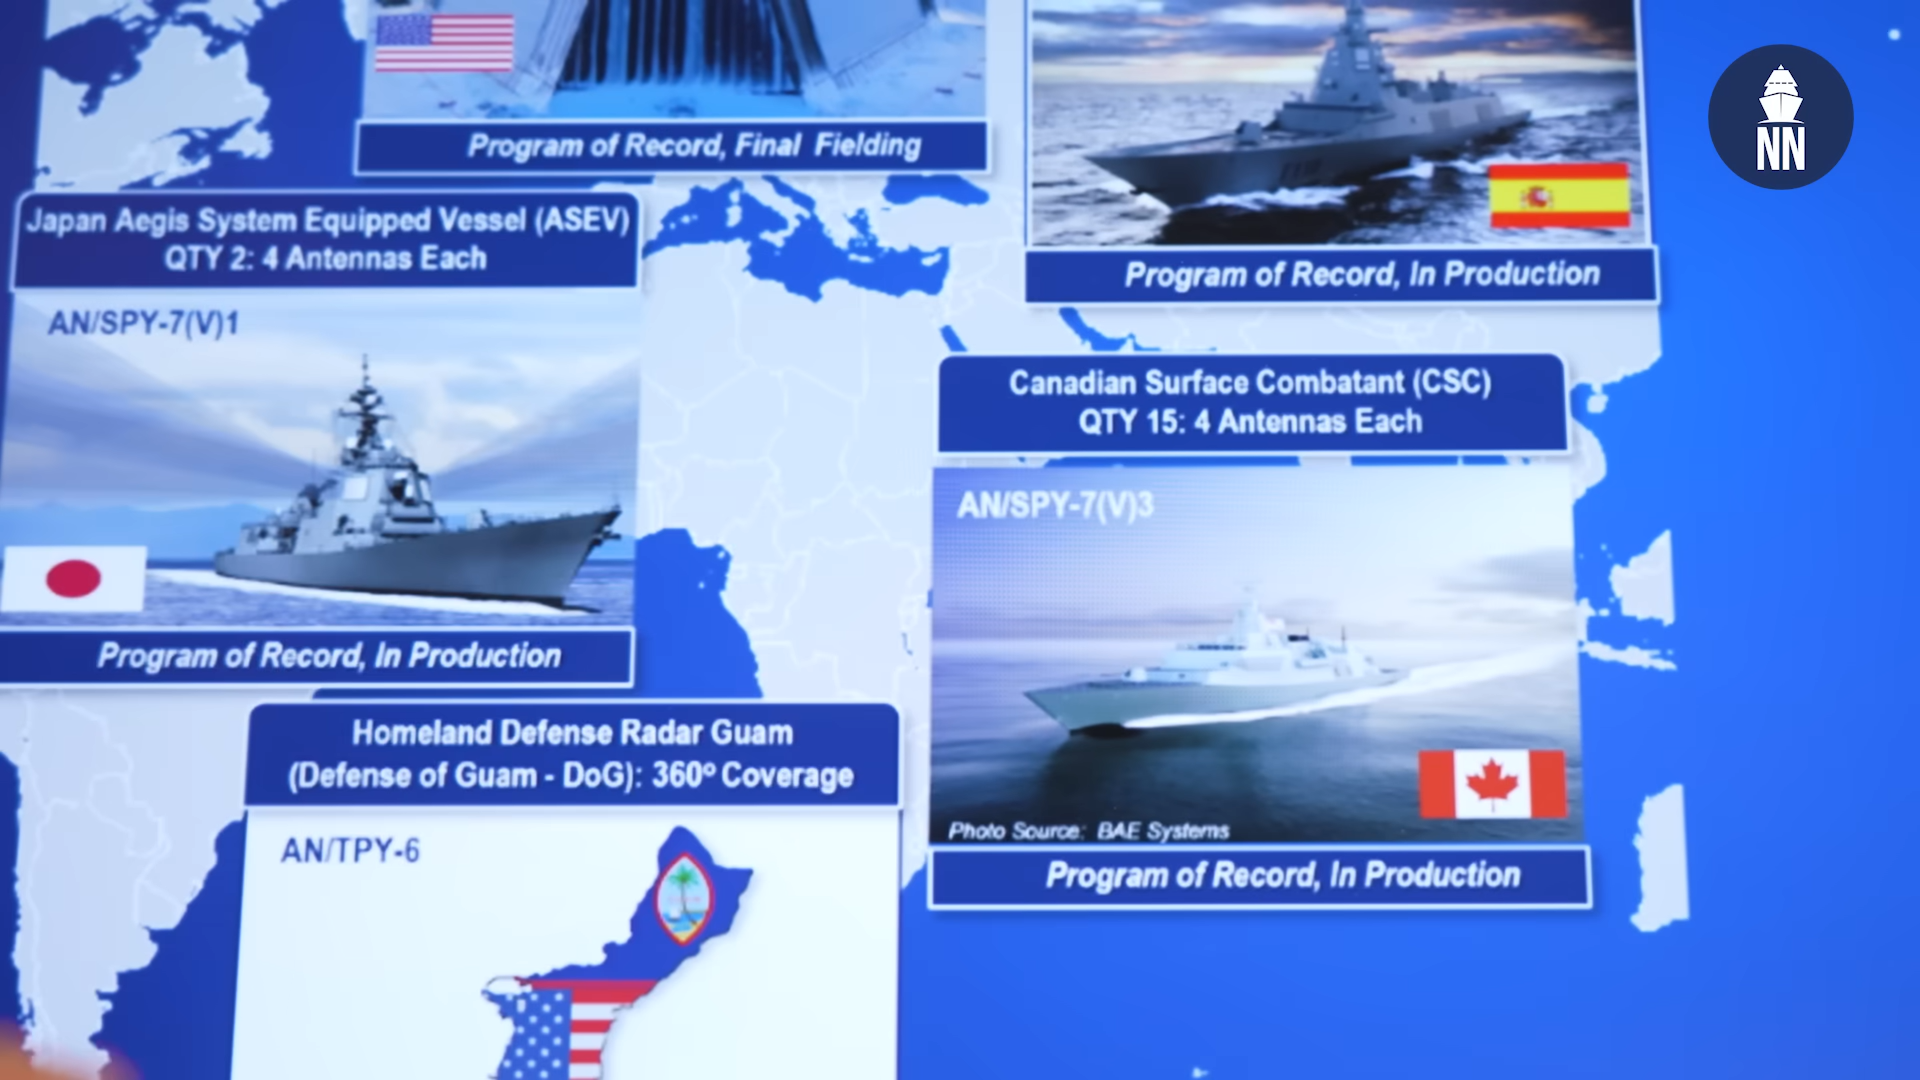 NN
Program of Record, Final Fielding
Japan Aegis System Equipped Vessel (ASEV)
QTY 2: 4 Antennas Each
AN/SPY-7(V)1
Program of Record, In Production
Program of Record, In Production
Canadian Surface Combatant (CSC)
QTY 15: 4 Antennas Each
AN/SPY-7(V)3
Photo Source: BAE Systems
Program of Record, In Production
Homeland Defense Radar Guam
(Defense of Guam - DoG): 360º Coverage
AN/TPY-6